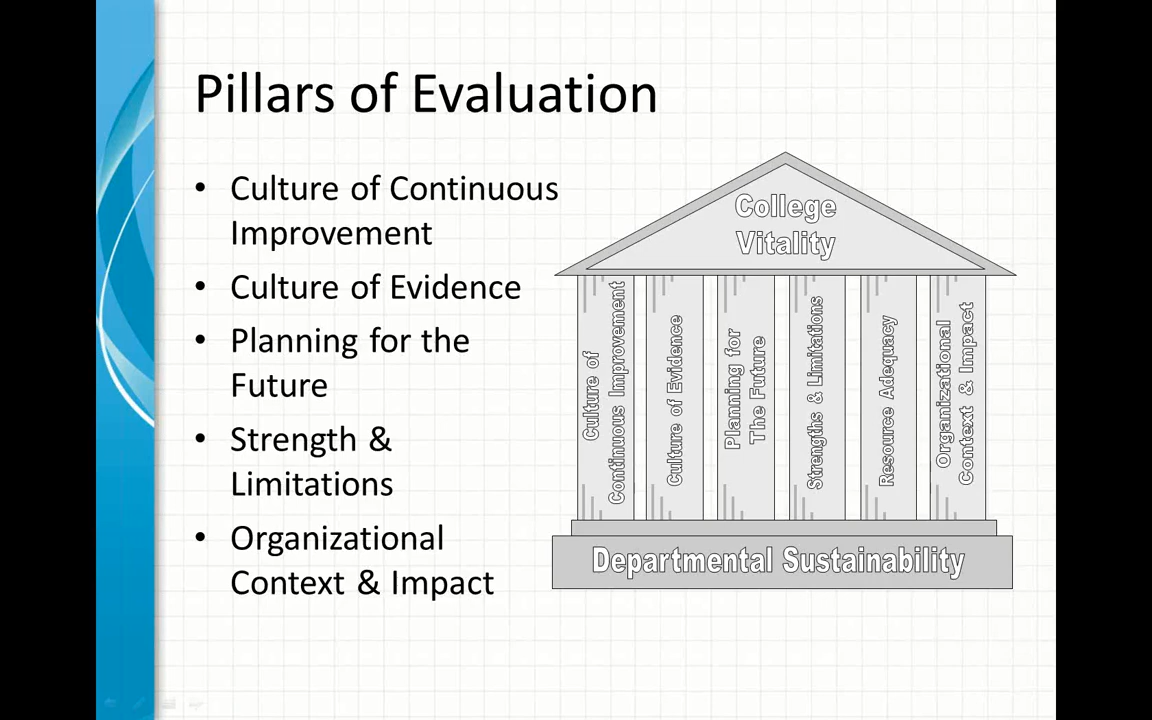 Pillars of Evaluation
• Culture of Continuous
Improvement
• Culture of Evidence
• Planning for the
Future
• Strength &
Limitations
• Organizational
Context & Impact
College
Vitality
Culture of
Continuous Improvement
Culture of Evidence
Planning for
The Future
Strengths & Limitations
Resource Adequacy
Organizational
Context & Impact
Departmental Sustainability